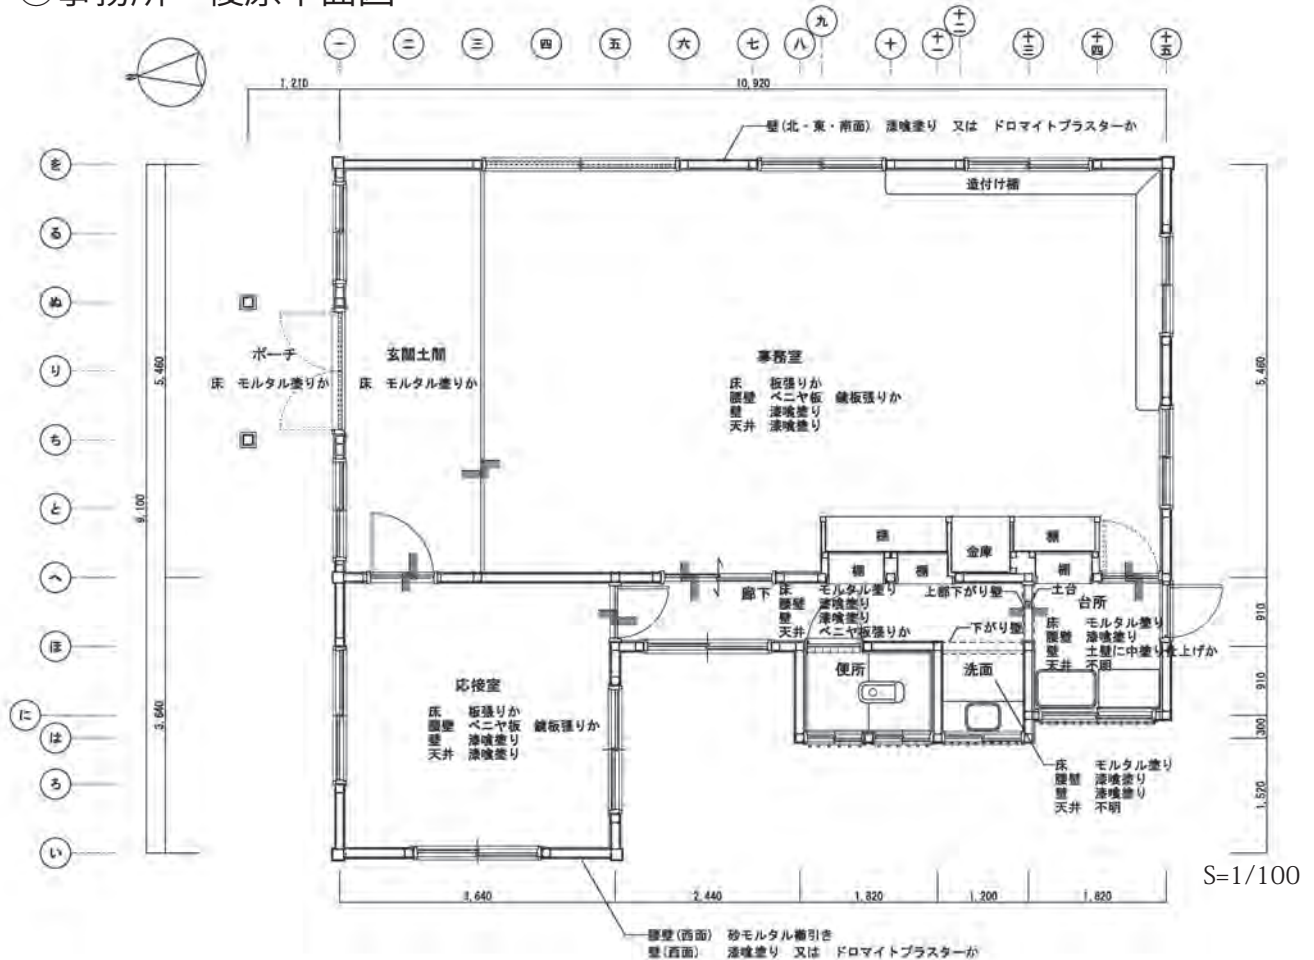 事務所 復原平面図
一 二 三 四 五 六 七 八 九 十 十一 十二 十三 十四 十五
1,210
10,920
壁(北・東・南面) 漆喰塗り 又は ドロマイトプラスターか
を
る
ぬ
り
ち
と
へ
ほ
に
は
ろ
い
5,460
9,100
3,640
造付け棚
ポーチ
床 モルタル塗りか
玄関土間
床 モルタル塗りか
事務室
床 板張りか
腰壁 ベニヤ板 鏡板張りか
壁 漆喰塗り
天井 漆喰塗り
棚
金庫
棚
棚
棚
棚
廊下
床 モルタル塗り
腰壁 漆喰塗り
壁 漆喰塗り
天井 ベニヤ板張りか
上部下がり壁
土台
下がり壁
台所
床 モルタル塗り
腰壁 漆喰塗り
壁 土壁に中塗り仕上げか
天井 不明
便所
洗面
応接室
床 板張りか
腰壁 ベニヤ板 鏡板張りか
壁 漆喰塗り
天井 漆喰塗り
床 モルタル塗り
腰壁 漆喰塗り
壁 漆喰塗り
天井 不明
5,460
910
910
300
1,520
S=1/100
3,640
2,440
1,820
1,200
1,820
腰壁(西面) 砂モルタル櫛引き
壁(西面) 漆喰塗り 又は ドロマイトプラスターか